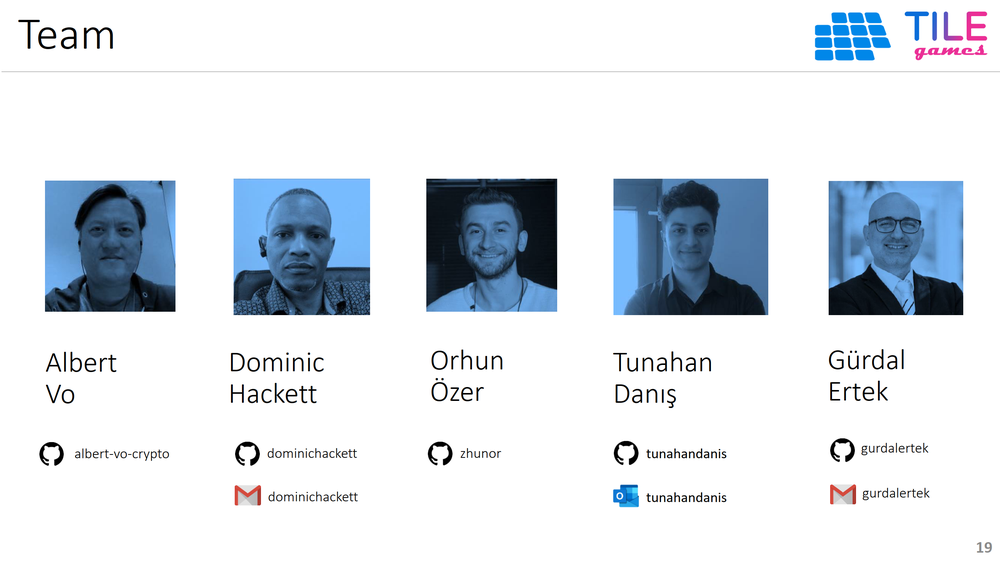 Team
TILE
games
Albert
Vo
Dominic
Hackett
Orhun
Özer
Tunahan
Danış
Gürdal
Ertek
albert-vo-crypto
dominichackett
zhunor
tunahandanis
gurdalertek
dominichackett
tunahandanis
gurdalertek
19